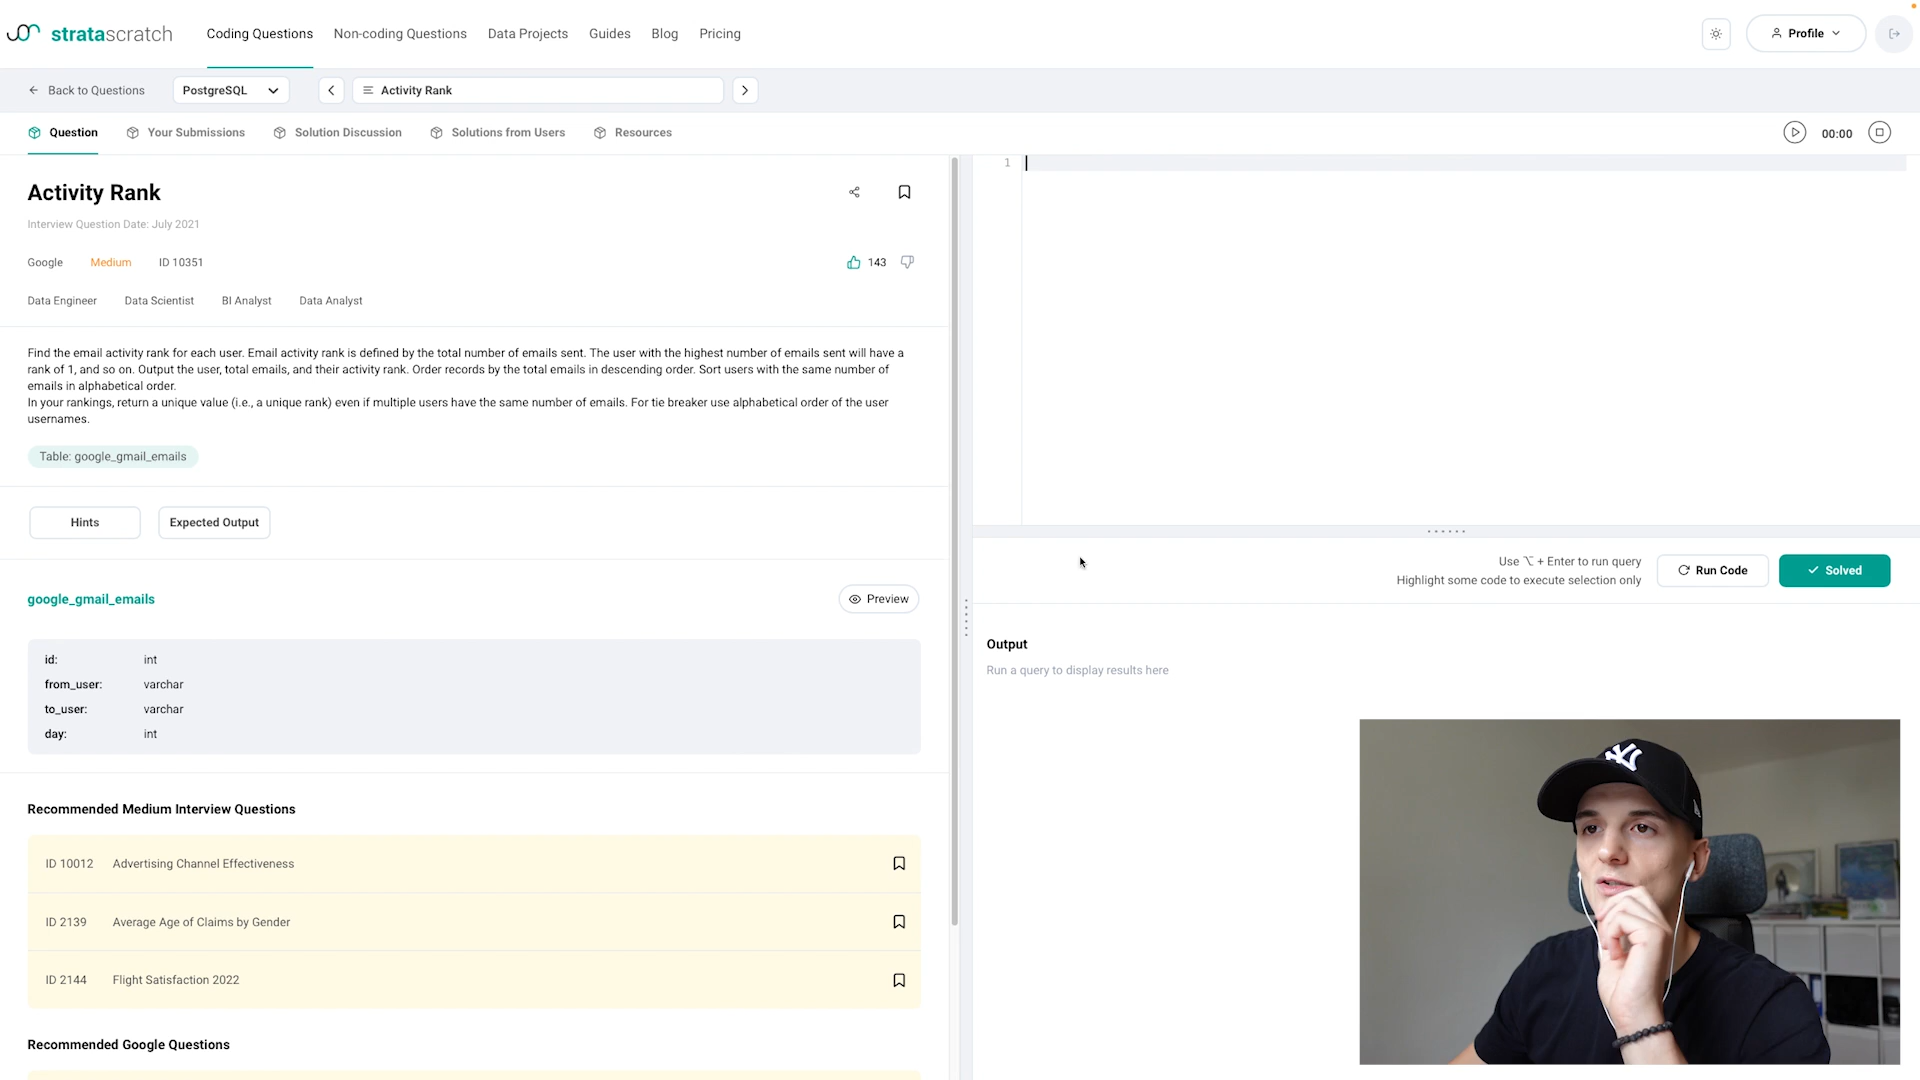 stratascratch
Coding Questions
Non-coding Questions
Data Projects
Guides
Blog
Pricing
Profile
Back to Questions
PostgreSQL
Activity Rank
Question
Your Submissions
Solution Discussion
Solutions from Users
Resources
00:00
Activity Rank
Interview Question Date: July 2021
Google
Medium
ID 10351
143
Data Engineer
Data Scientist
BI Analyst
Data Analyst
Find the email activity rank for each user. Email activity rank is defined by the total number of emails sent. The user with the highest number of emails sent will have a
rank of 1, and so on. Output the user, total emails, and their activity rank. Order records by the total emails in descending order. Sort users with the same number of
emails in alphabetical order.
In your rankings, return a unique value (i.e., a unique rank) even if multiple users have the same number of emails. For tie breaker use alphabetical order of the user
usernames.
Table: google_gmail_emails
Hints
Expected Output
google_gmail_emails
Preview
id: int
from_user: varchar
to_user: varchar
day: int
Recommended Medium Interview Questions
ID 10012 Advertising Channel Effectiveness
ID 2139 Average Age of Claims by Gender
ID 2144 Flight Satisfaction 2022
Recommended Google Questions
1
Use ⌥ + Enter to run query
Highlight some code to execute selection only
Run Code
Solved
Output
Run a query to display results here
NY